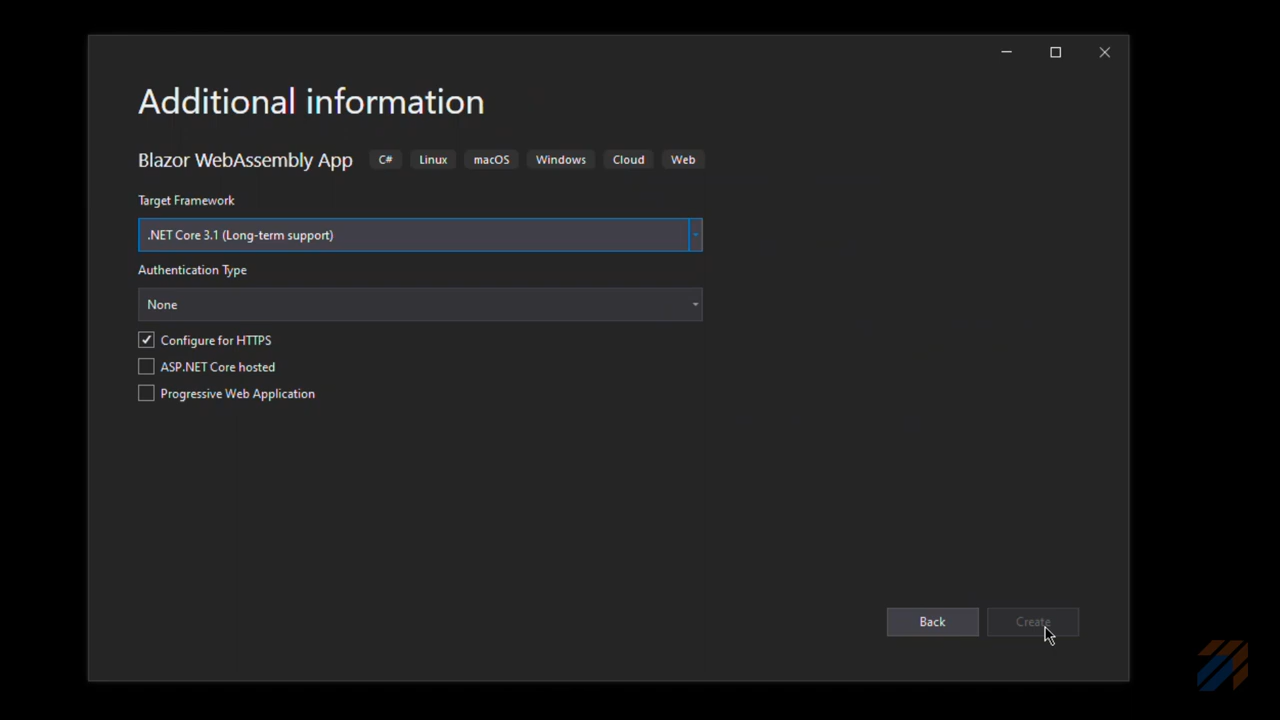 Additional information
Blazor WebAssembly App C# Linux macOS Windows Cloud Web
Target Framework
.NET Core 3.1 (Long-term support)
Authentication Type
None
Configure for HTTPS
ASP.NET Core hosted
Progressive Web Application
Back Create